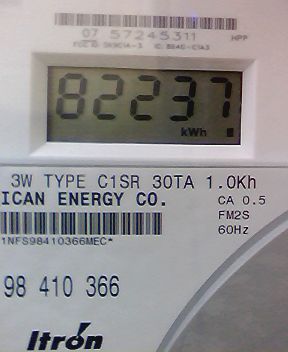 07 57245311 HPP
82237
kWh
3W TYPE C1SR 30TA 1.0Kh
ICAN ENERGY CO. CA 0.5
FM2S
60Hz
1NFS98410366MEC*
98 410 366
Itron